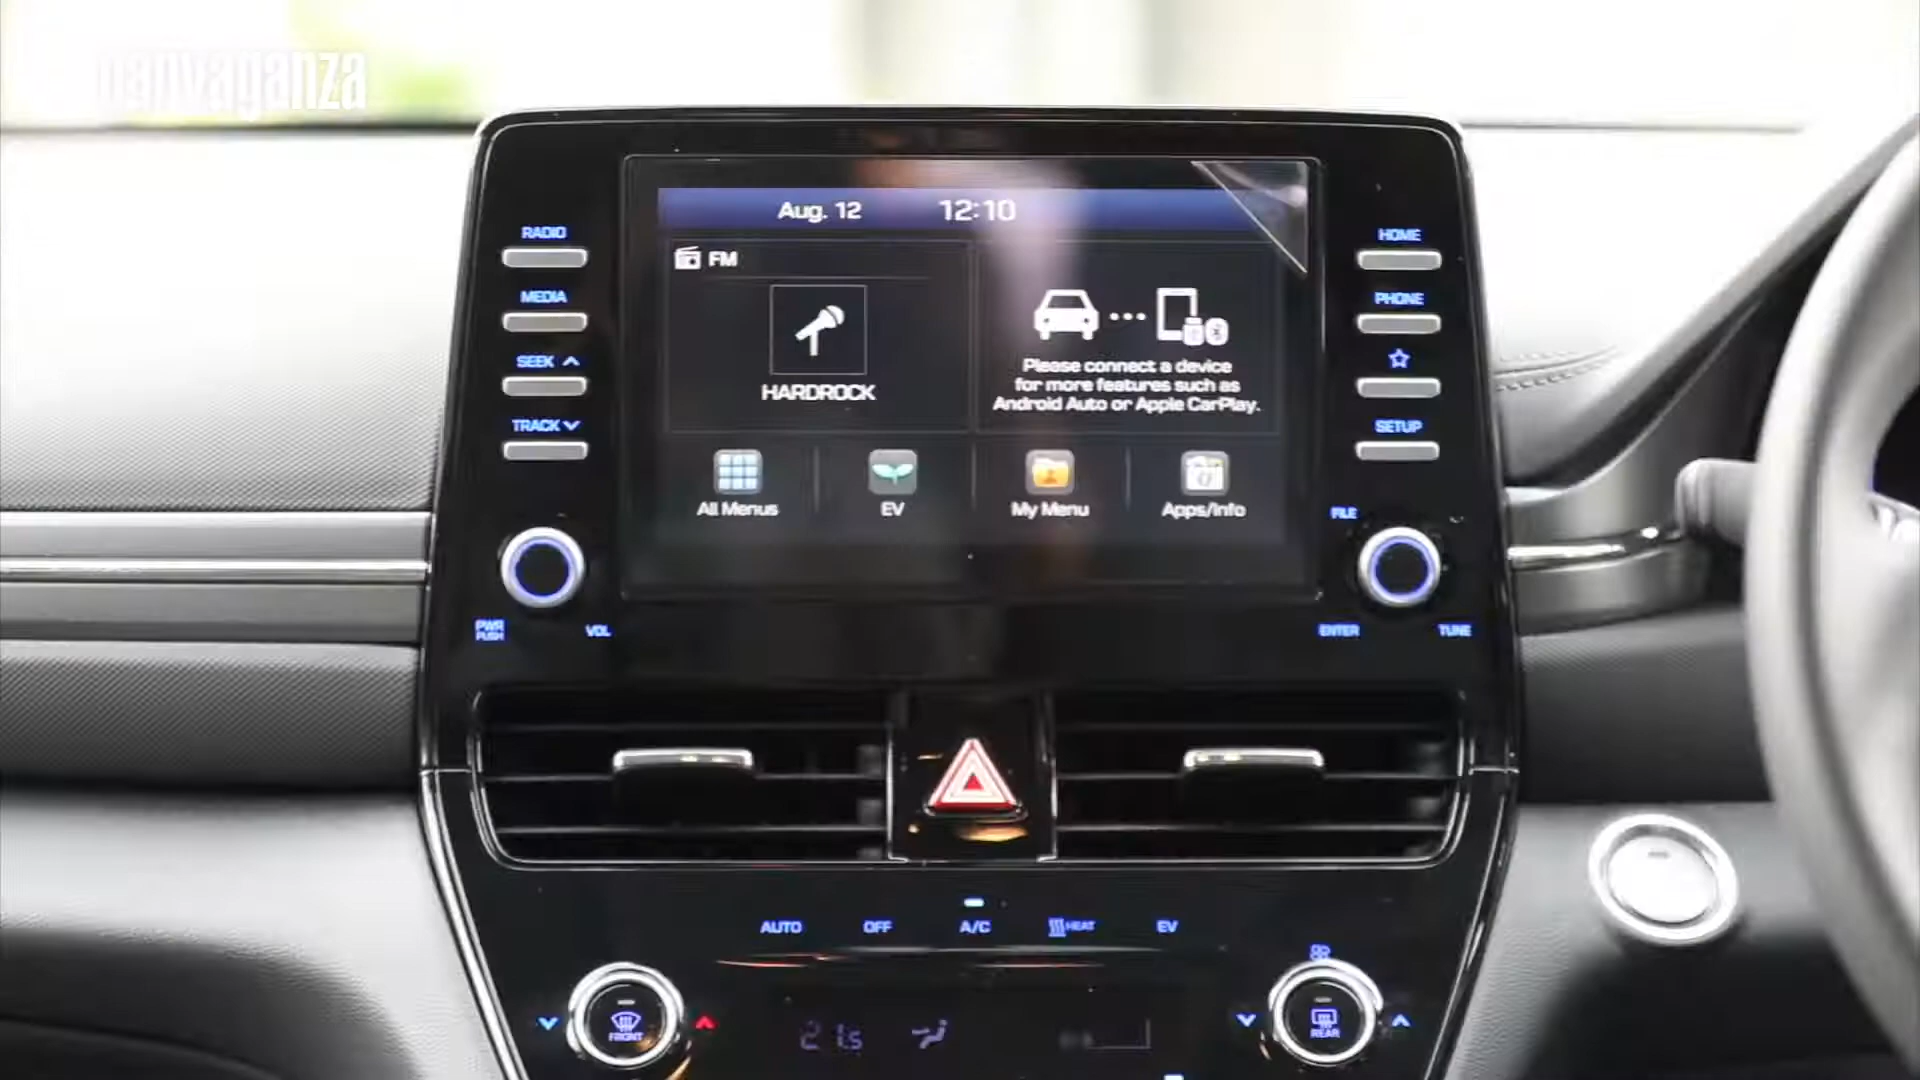 Aug. 12 12:10
RADIO
HOME
FM
MEDIA
PHONE
SEEK
Please connect a device
for more features such as
Android Auto or Apple CarPlay.
HARDROCK
TRACK
SETUP
All Menus
EV
My Menu
Apps/Info
FILE
PWR
PUSH
VOL
ENTER
TUNE
AUTO
OFF
A/C
HEAT
EV
FRONT
21.5
REAR